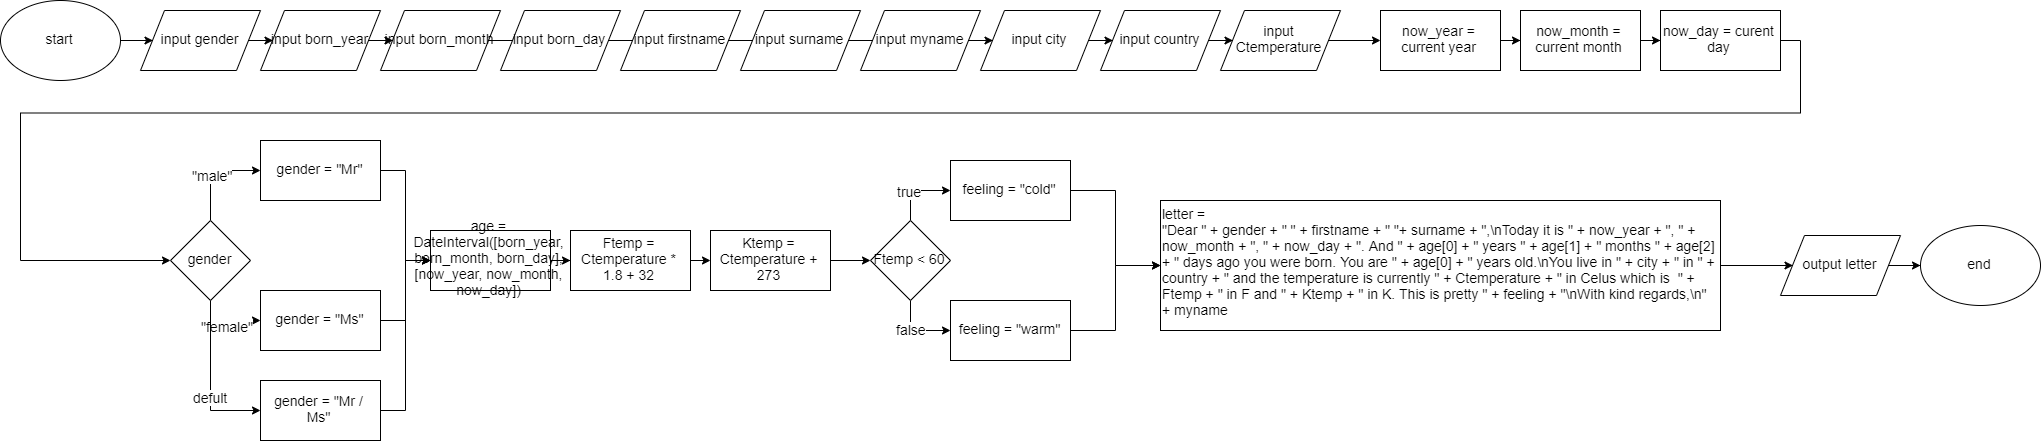 start
input gender
input born_year
input born_month
input born_day
input firstname
input surname
input myname
input city
input country
input
Ctemperature
now_year =
current year
now_month =
current month
now_day = curent
day
gender
"male"
gender = "Mr"
"female"
gender = "Ms"
defult
gender = "Mr /
Ms"
age =
DateInterval([born_year,
born_month, born_day],
[now_year, now_month,
now_day])
Ftemp =
Ctemperature *
1.8 + 32
Ktemp =
Ctemperature +
273
Ftemp < 60
true
feeling = "cold"
false
feeling = "warm"
letter =
"Dear " + gender + " " + firstname + " "+ surname + ",\nToday it is " + now_year + ", " +
now_month + ", " + now_day + ". And " + age[0] + " years " + age[1] + " months " + age[2]
+ " days ago you were born. You are " + age[0] + " years old.\nYou live in " + city + " in " +
country + " and the temperature is currently " + Ctemperature + " in Celus which is  " +
Ftemp + " in F and " + Ktemp + " in K. This is pretty " + feeling + "\nWith kind regards,\n"
+ myname
output letter
end